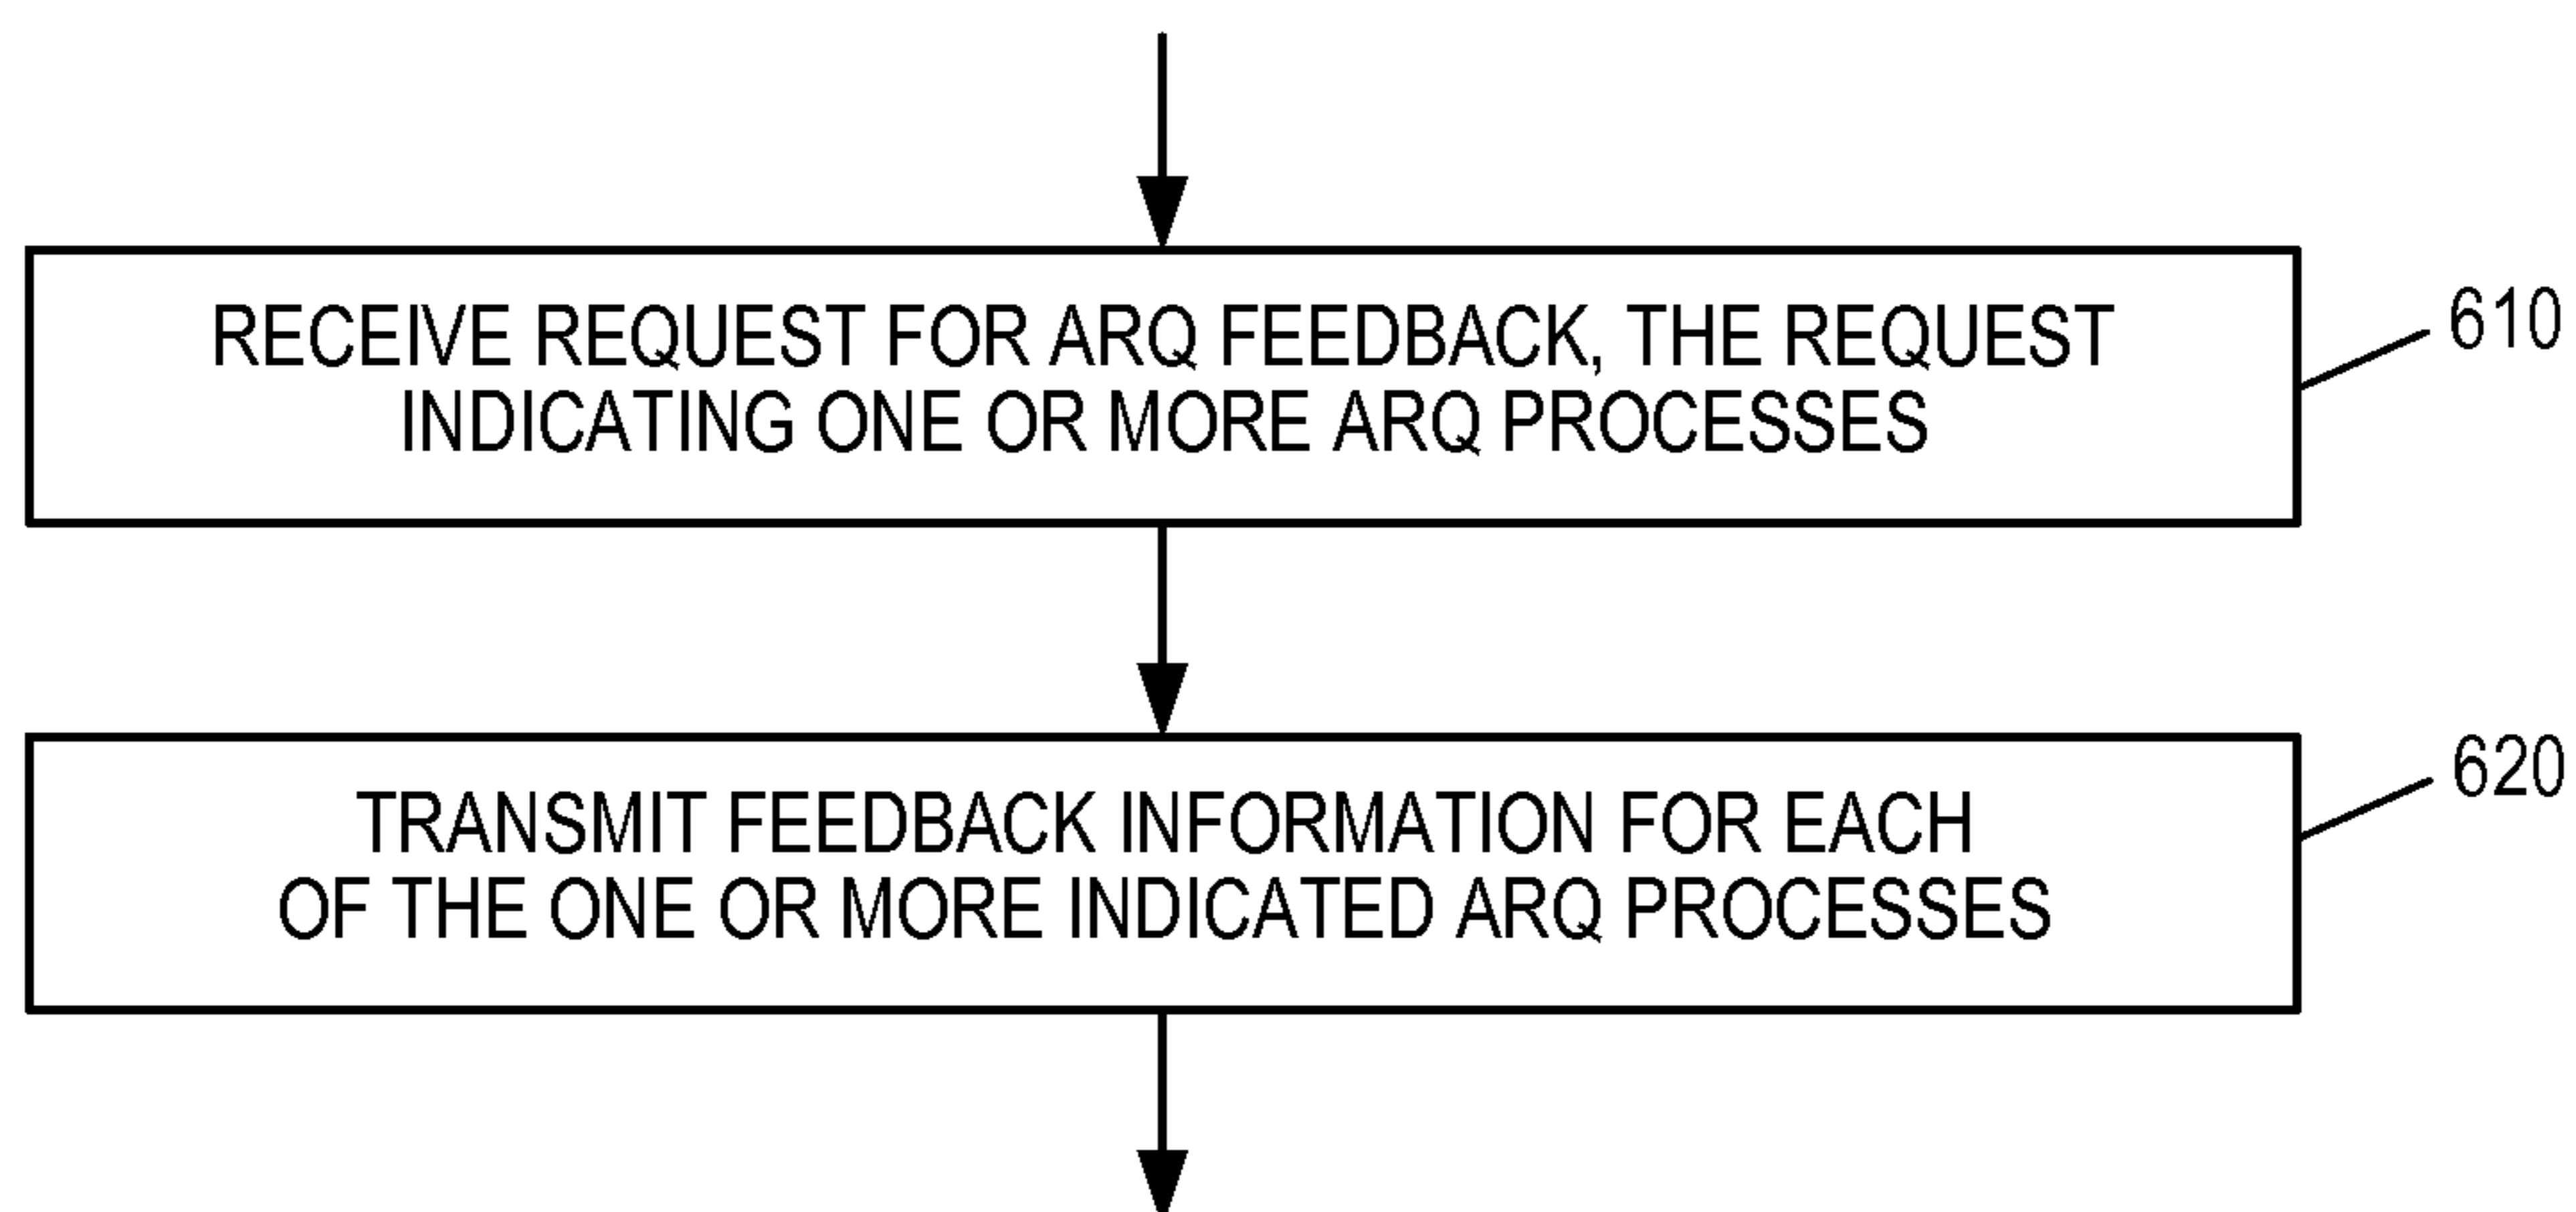 RECEIVE REQUEST FOR ARQ FEEDBACK, THE REQUEST
INDICATING ONE OR MORE ARQ PROCESSES
610
TRANSMIT FEEDBACK INFORMATION FOR EACH
OF THE ONE OR MORE INDICATED ARQ PROCESSES
620